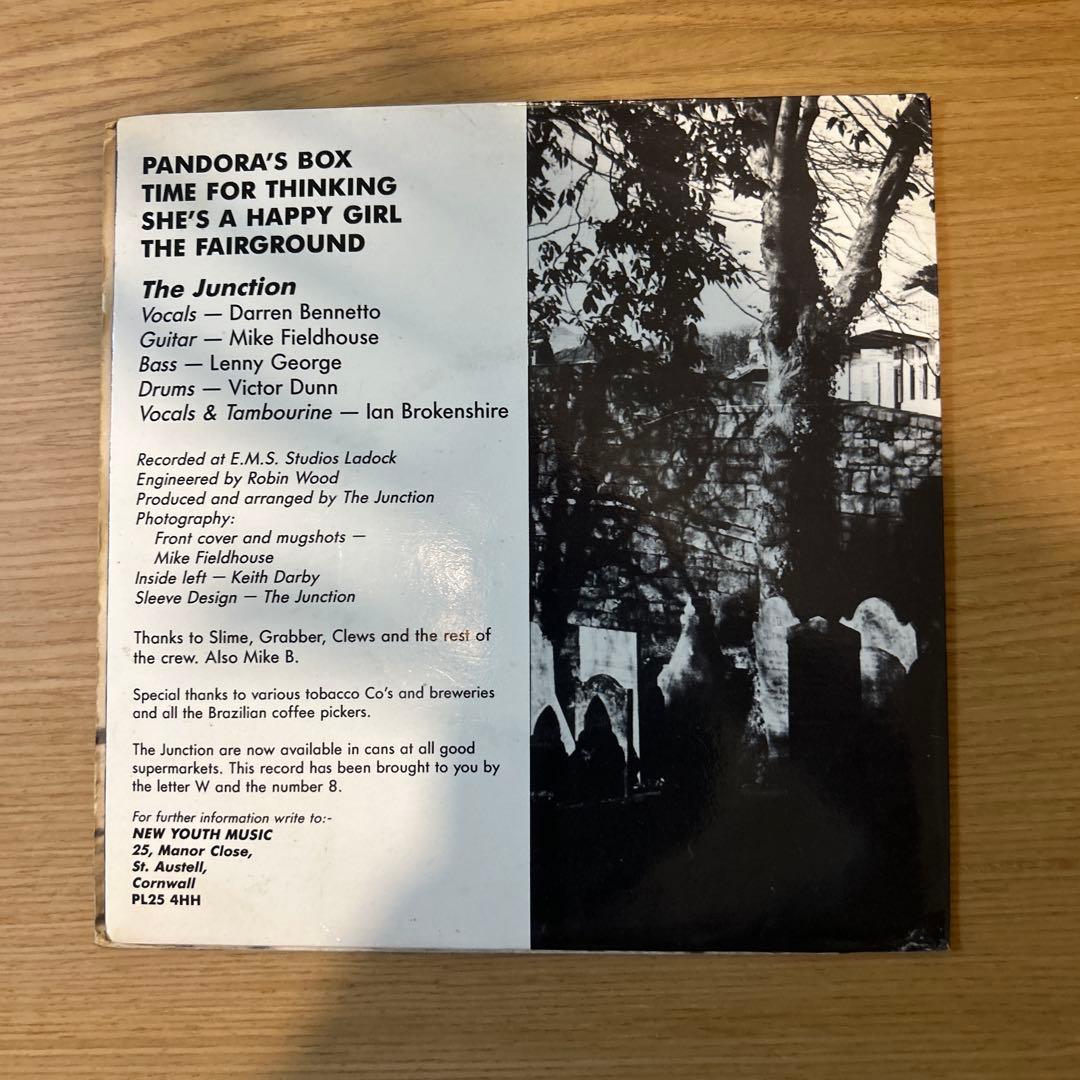 PANDORA'S BOX
TIME FOR THINKING
SHE'S A HAPPY GIRL
THE FAIRGROUND
The Junction
Vocals — Darren Bennetto
Guitar — Mike Fieldhouse
Bass — Lenny George
Drums — Victor Dunn
Vocals & Tambourine — Ian Brokenshire
Recorded at E.M.S. Studios Ladock
Engineered by Robin Wood
Produced and arranged by The Junction
Photography:
Front cover and mugshots —
Mike Fieldhouse
Inside left — Keith Darby
Sleeve Design — The Junction
Thanks to Slime, Grabber, Clews and the rest of
the crew. Also Mike B.
Special thanks to various tobacco Co's and breweries
and all the Brazilian coffee pickers.
The Junction are now available in cans at all good
supermarkets. This record has been brought to you by
the letter W and the number 8.
For further information write to:-
NEW YOUTH MUSIC
25, Manor Close,
St. Austell,
Cornwall
PL25 4HH